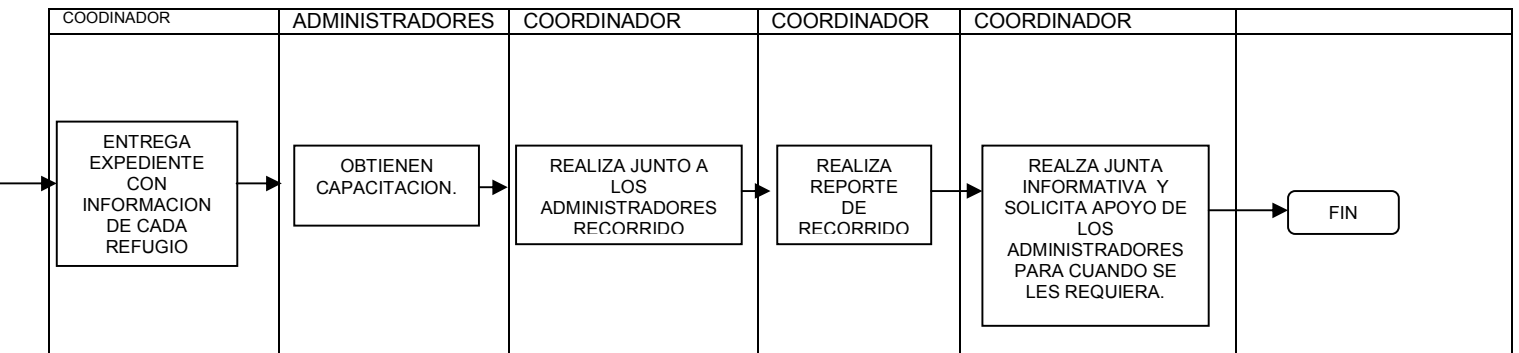 COODINADOR
ADMINISTRADORES
COORDINADOR
COORDINADOR
COORDINADOR
ENTREGA
EXPEDIENTE
CON
INFORMACION
DE CADA
REFUGIO
OBTIENEN
CAPACITACION.
REALIZA JUNTO A
LOS
ADMINISTRADORES
RECORRIDO
REALIZA
REPORTE
DE
RECORRIDO
REALZA JUNTA
INFORMATIVA Y
SOLICITA APOYO DE
LOS
ADMINISTRADORES
PARA CUANDO SE
LES REQUIERA.
FIN